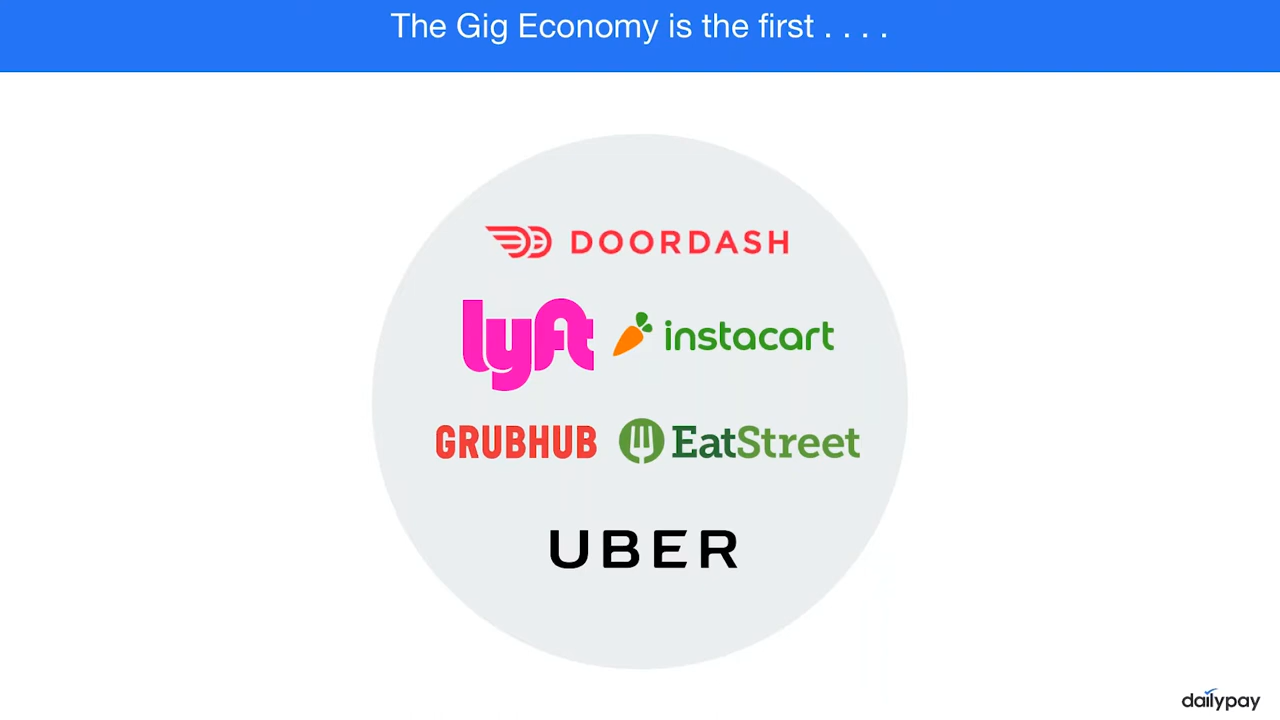 The Gig Economy is the first . . . .
DOORDASH
lyft
instacart
GRUBHUB
EatStreet
UBER
dailypay